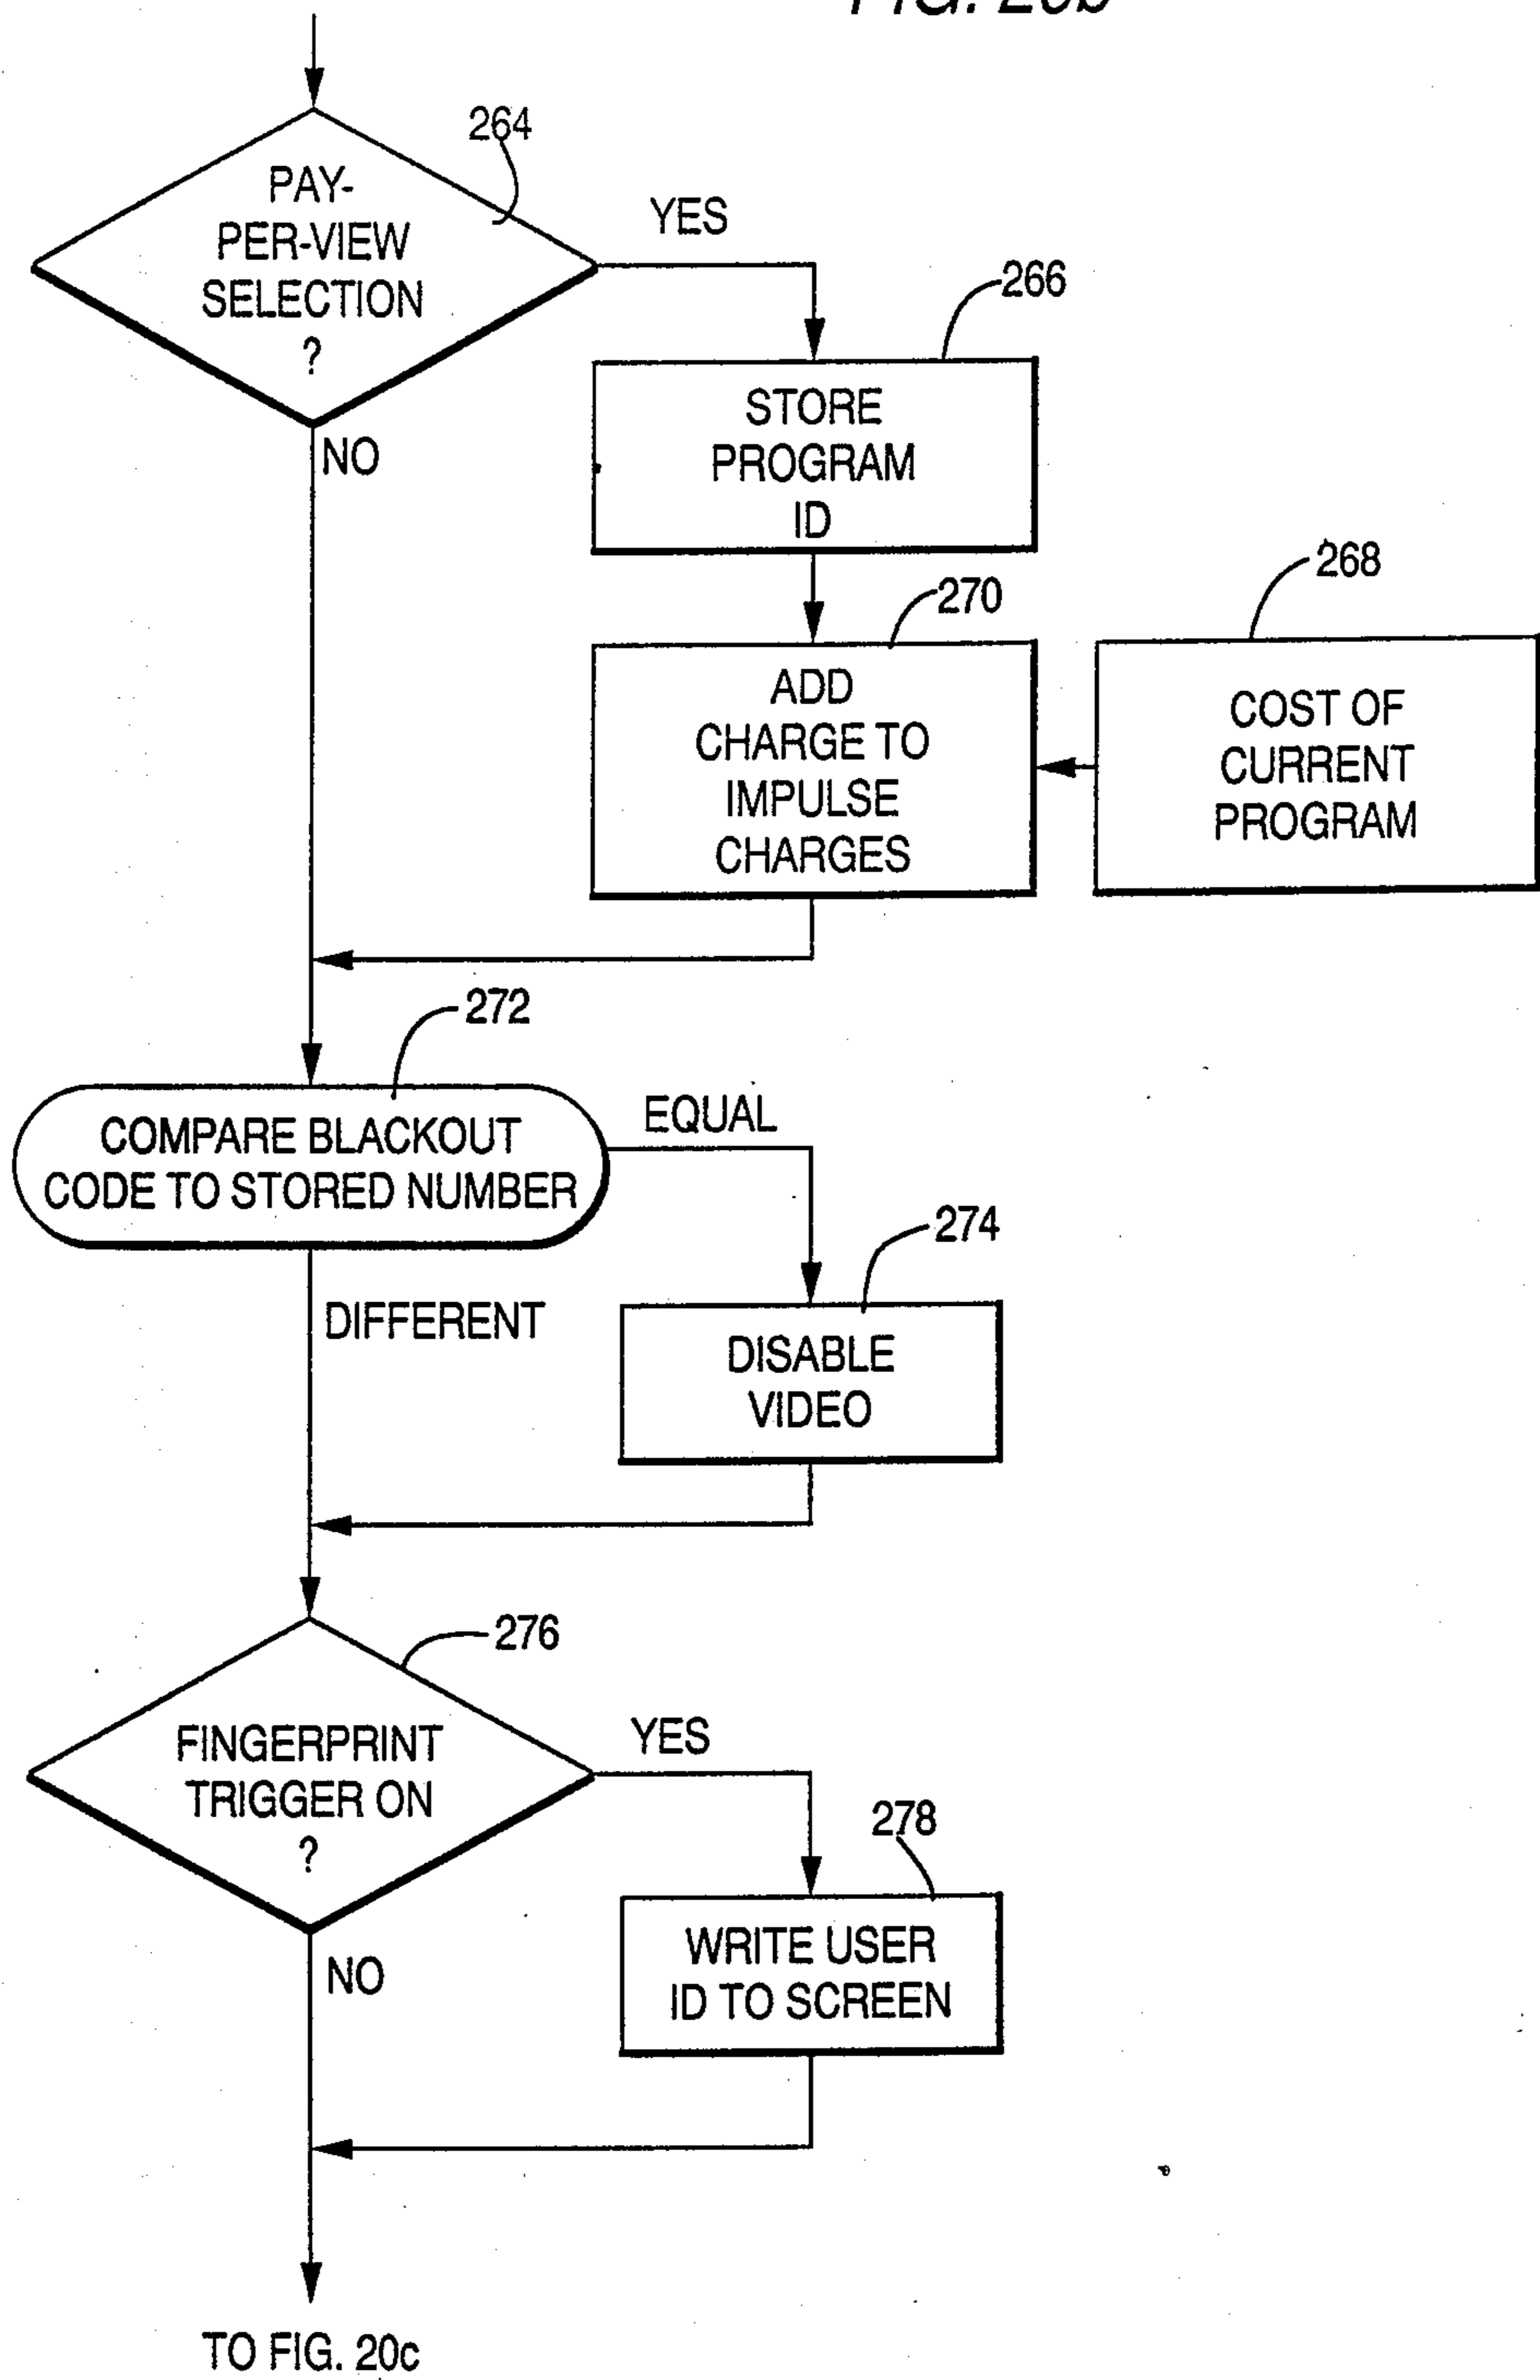 FIG. 20b
264
PAY-
PER-VIEW
SELECTION
?
YES
NO
266
STORE
PROGRAM
ID
270
ADD
CHARGE TO
IMPULSE
CHARGES
268
COST OF
CURRENT
PROGRAM
272
COMPARE BLACKOUT
CODE TO STORED NUMBER
EQUAL
DIFFERENT
274
DISABLE
VIDEO
276
FINGERPRINT
TRIGGER ON
?
YES
NO
278
WRITE USER
ID TO SCREEN
TO FIG. 20c